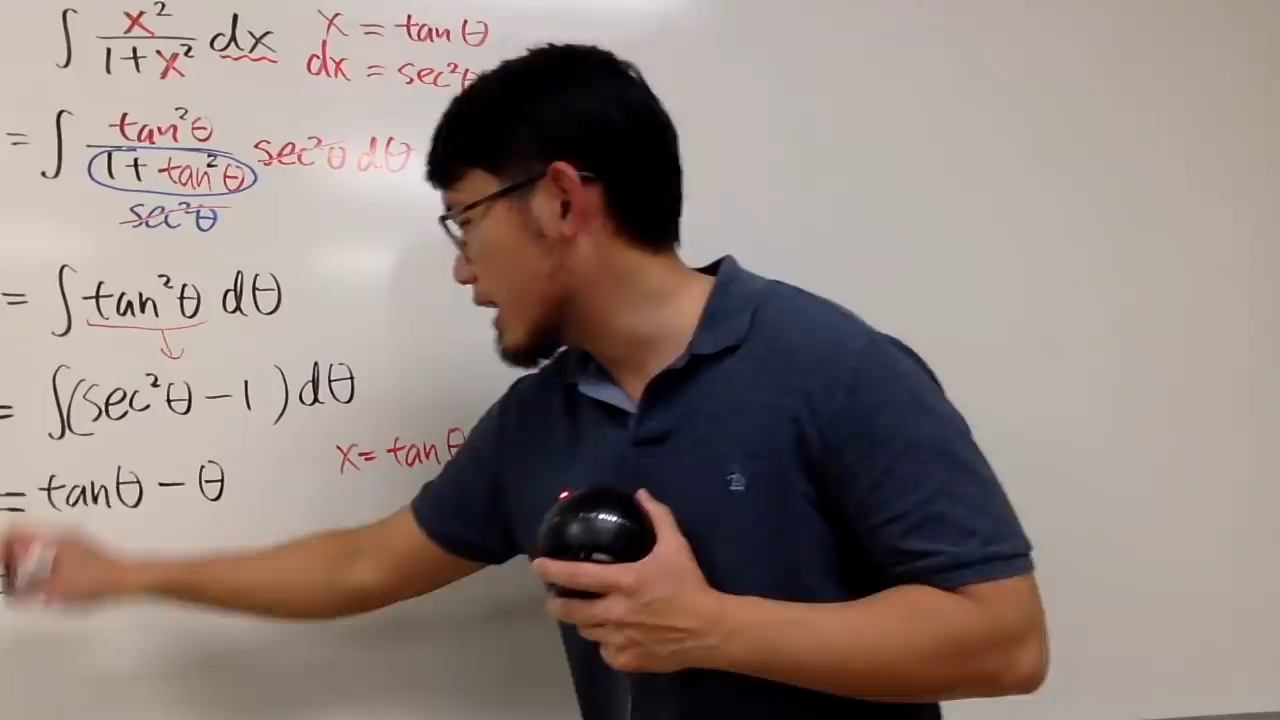 ∫ x²/(1+x²) dx x = tanθ
dx = sec²θ
= ∫ tan²θ/(1+tan²θ) sec²θ dθ
sec²θ
= ∫ tan²θ dθ
= ∫(sec²θ − 1) dθ
x = tanθ
= tanθ − θ